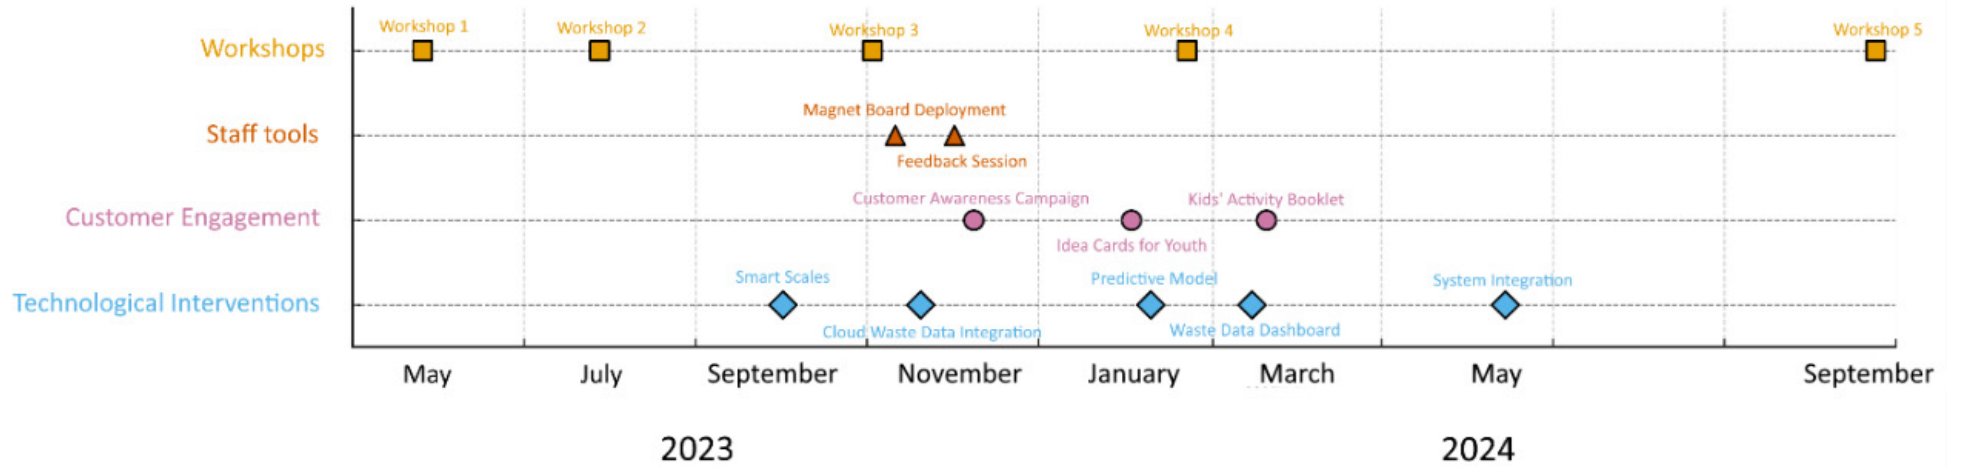 Workshop 1
Workshop 2
Workshop 3
Workshop 4
Workshop 5
Workshops
Magnet Board Deployment
Staff tools
Feedback Session
Customer Awareness Campaign
Kids' Activity Booklet
Customer Engagement
Idea Cards for Youth
Smart Scales
Predictive Model
System Integration
Technological Interventions
Cloud Waste Data Integration
Waste Data Dashboard
May July September November January March May September
2023 2024